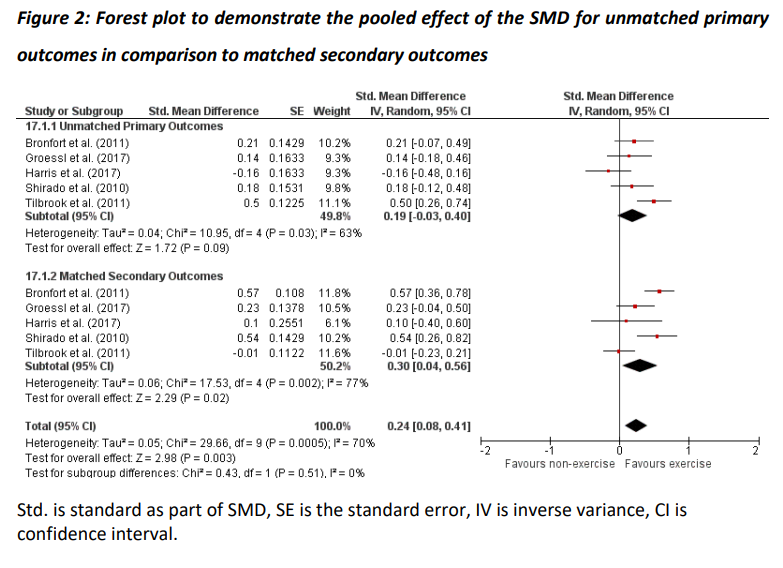 Figure 2: Forest plot to demonstrate the pooled effect of the SMD for unmatched primary
outcomes in comparison to matched secondary outcomes
Std. Mean Difference Std. Mean Difference
Study or Subgroup Std. Mean Difference SE Weight IV, Random, 95% CI IV, Random, 95% CI
17.1.1 Unmatched Primary Outcomes
Bronfort et al. (2011) 0.21 0.1429 10.2% 0.21 [-0.07, 0.49]
Groessl et al. (2017) 0.14 0.1633 9.3% 0.14 [-0.18, 0.46]
Harris et al. (2017) -0.16 0.1633 9.3% -0.16 [-0.48, 0.16]
Shirado et al. (2010) 0.18 0.1531 9.8% 0.18 [-0.12, 0.48]
Tilbrook et al. (2011) 0.5 0.1225 11.1% 0.50 [0.26, 0.74]
Subtotal (95% CI) 49.8% 0.19 [-0.03, 0.40]
Heterogeneity: Tau² = 0.04; Chi² = 10.95, df = 4 (P = 0.03); I² = 63%
Test for overall effect: Z = 1.72 (P = 0.09)
17.1.2 Matched Secondary Outcomes
Bronfort et al. (2011) 0.57 0.108 11.8% 0.57 [0.36, 0.78]
Groessl et al. (2017) 0.23 0.1378 10.5% 0.23 [-0.04, 0.50]
Harris et al. (2017) 0.1 0.2551 6.1% 0.10 [-0.40, 0.60]
Shirado et al. (2010) 0.54 0.1429 10.2% 0.54 [0.26, 0.82]
Tilbrook et al. (2011) -0.01 0.1122 11.6% -0.01 [-0.23, 0.21]
Subtotal (95% CI) 50.2% 0.30 [0.04, 0.56]
Heterogeneity: Tau² = 0.06; Chi² = 17.53, df = 4 (P = 0.002); I² = 77%
Test for overall effect: Z = 2.29 (P = 0.02)
Total (95% CI) 100.0% 0.24 [0.08, 0.41]
Heterogeneity: Tau² = 0.05; Chi² = 29.66, df = 9 (P = 0.0005); I² = 70%
Test for overall effect: Z = 2.98 (P = 0.003)
Test for subgroup differences: Chi² = 0.43, df = 1 (P = 0.51), I² = 0%
-2 -1 0 1 2
Favours non-exercise Favours exercise
Std. is standard as part of SMD, SE is the standard error, IV is inverse variance, CI is
confidence interval.